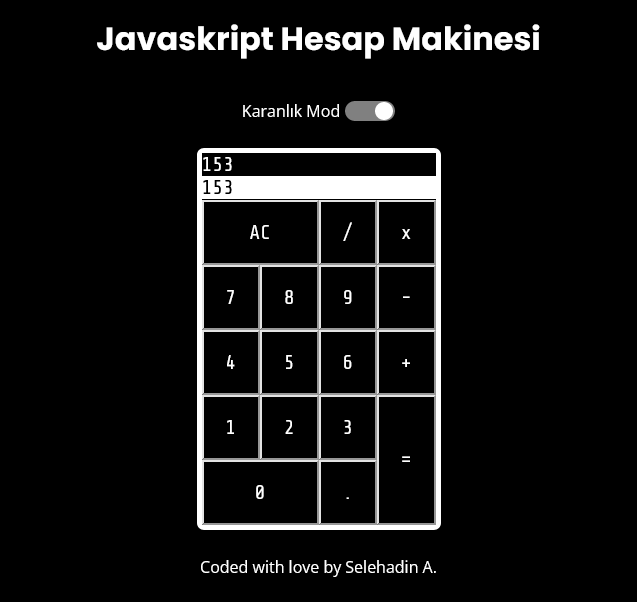 Javaskript Hesap Makinesi
Karanlık Mod
153
153
AC / x
7 8 9 -
4 5 6 +
1 2 3 =
0 .
Coded with love by Selehadin A.